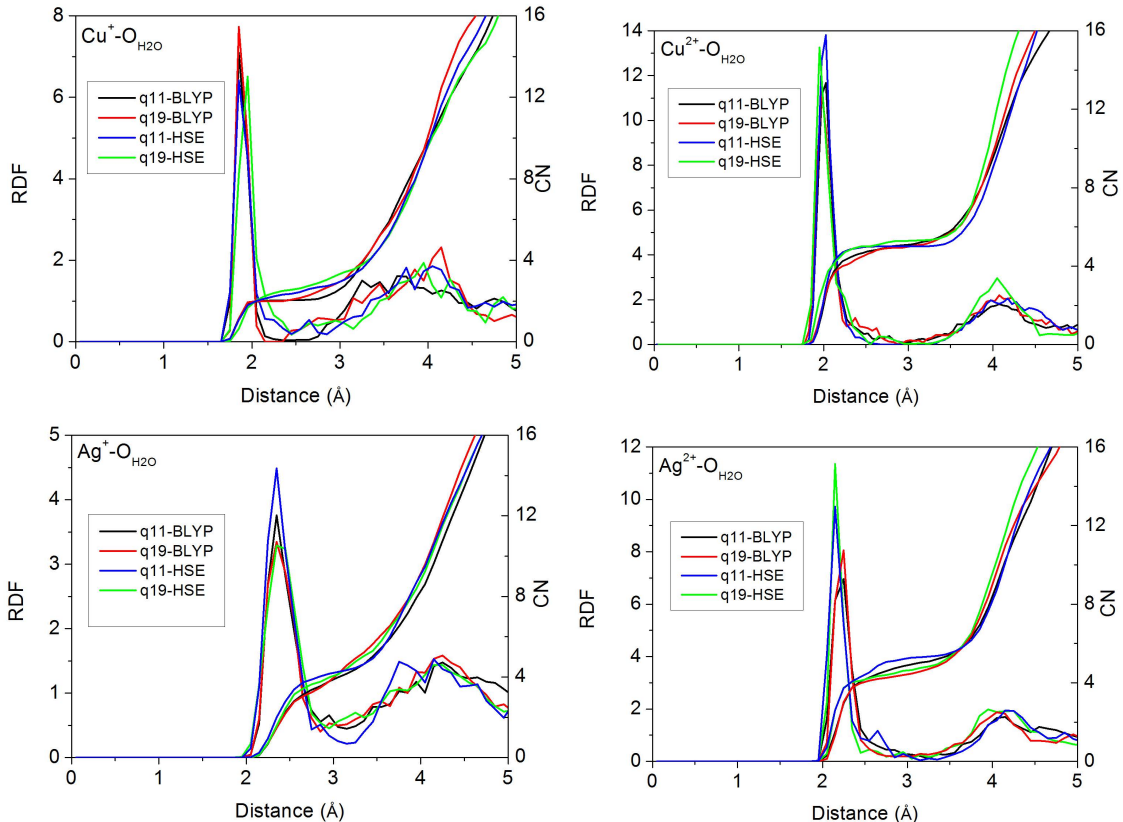 Cu⁺-O_H2O
q11-BLYP
q19-BLYP
q11-HSE
q19-HSE
RDF
CN
Distance (Å)
0 1 2 3 4 5
0 2 4 6 8
0 4 8 12 16
Cu²⁺-O_H2O
q11-BLYP
q19-BLYP
q11-HSE
q19-HSE
RDF
CN
Distance (Å)
0 1 2 3 4 5
0 2 4 6 8 10 12 14
0 4 8 12 16
Ag⁺-O_H2O
q11-BLYP
q19-BLYP
q11-HSE
q19-HSE
RDF
CN
Distance (Å)
0 1 2 3 4 5
0 1 2 3 4 5
0 4 8 12 16
Ag²⁺-O_H2O
q11-BLYP
q19-BLYP
q11-HSE
q19-HSE
RDF
CN
Distance (Å)
0 1 2 3 4 5
0 2 4 6 8 10 12
0 4 8 12 16